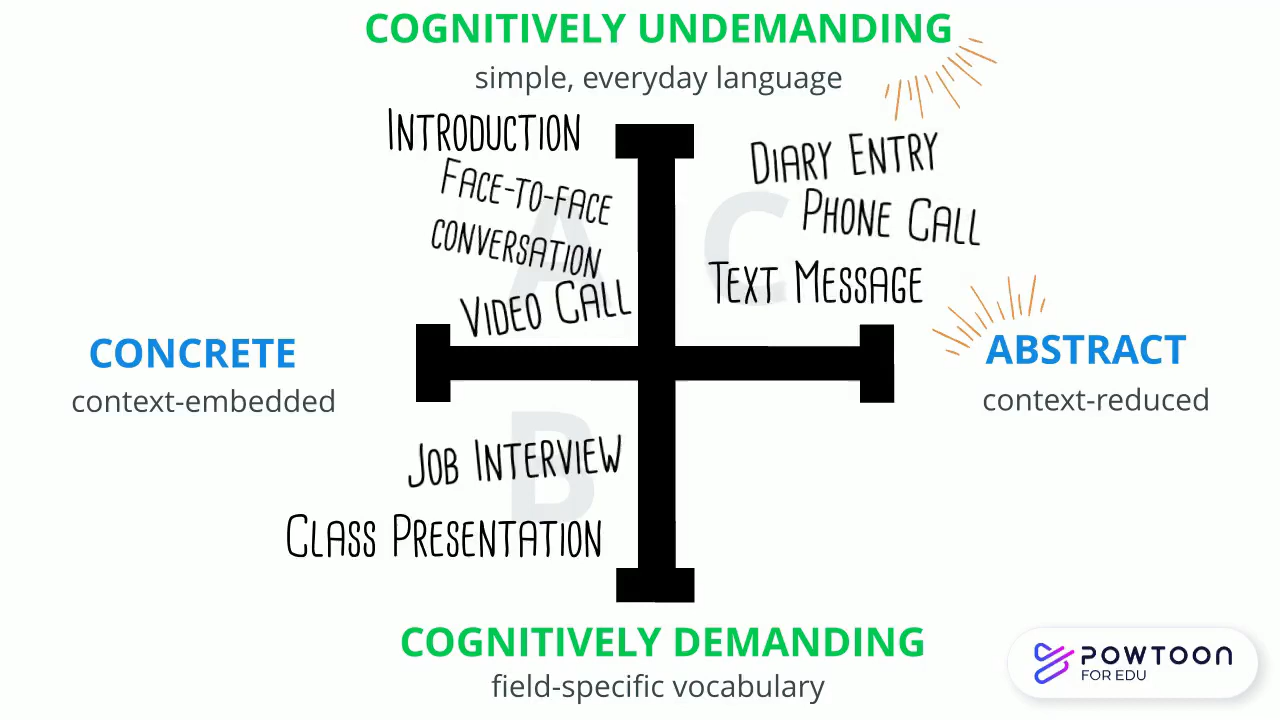 COGNITIVELY UNDEMANDING
simple, everyday language
INTRODUCTION
FACE-TO-FACE
CONVERSATION
VIDEO CALL
A
DIARY ENTRY
PHONE CALL
TEXT MESSAGE
C
CONCRETE
context-embedded
ABSTRACT
context-reduced
JOB INTERVIEW
CLASS PRESENTATION
B
COGNITIVELY DEMANDING
field-specific vocabulary
POWTOON
FOR EDU